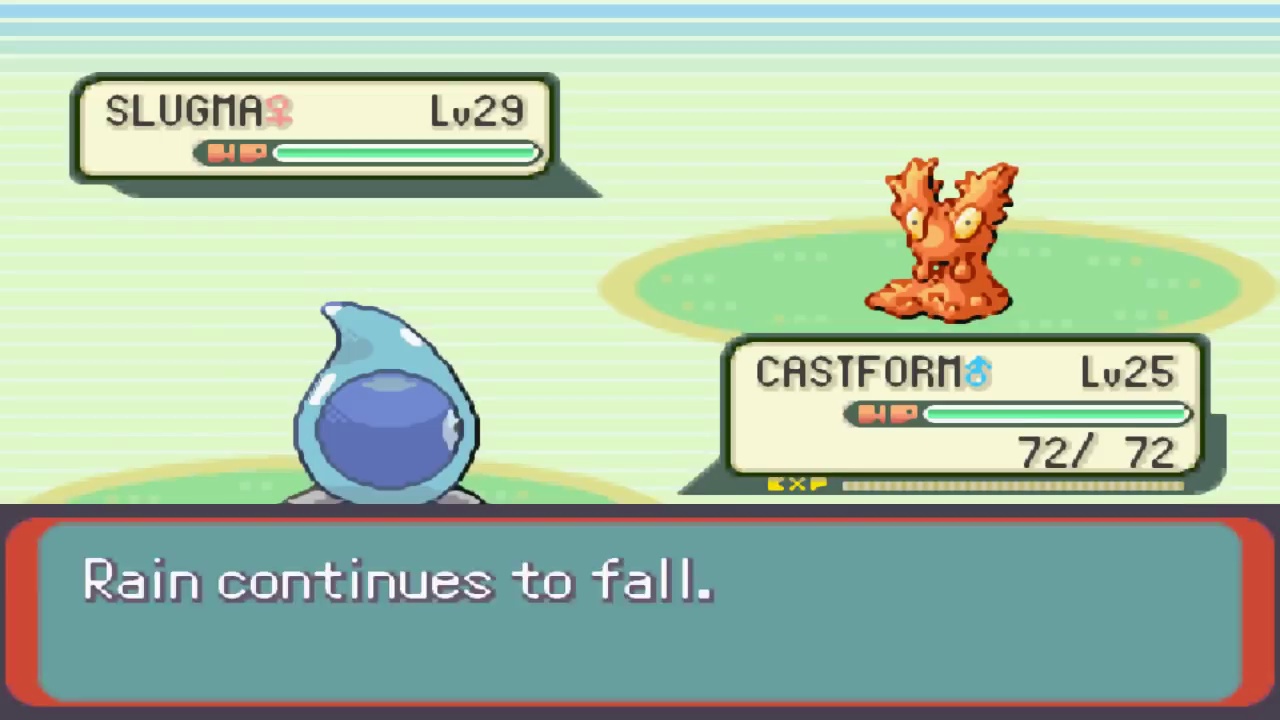 SLUGMA♀ Lv29
HP
CASTFORM♂ Lv25
HP
72/ 72
EXP
Rain continues to fall.